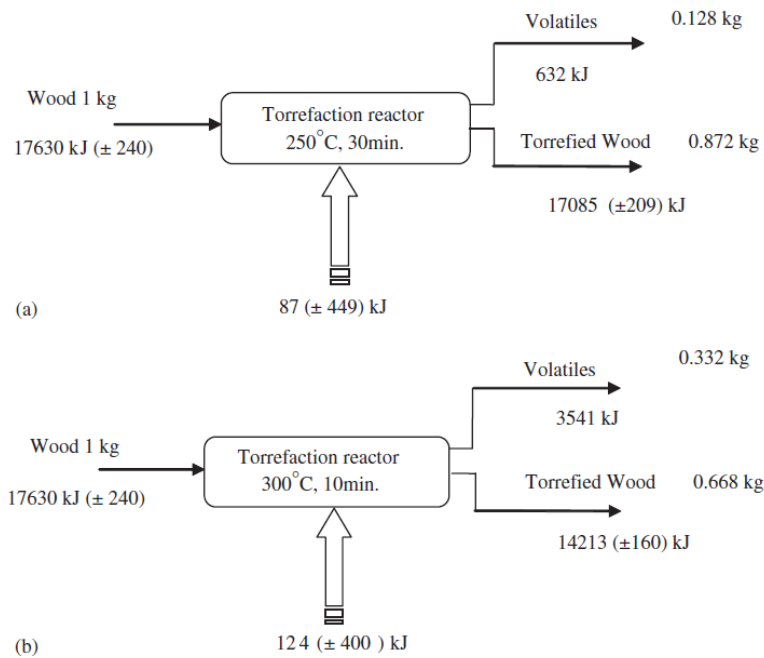 Volatiles
0.128 kg
632 kJ
Wood 1 kg
17630 kJ (± 240)
Torrefaction reactor
250°C, 30min.
Torrefied Wood
0.872 kg
17085 (±209) kJ
87 (± 449) kJ
(a)
Volatiles
0.332 kg
3541 kJ
Wood 1 kg
17630 kJ (± 240)
Torrefaction reactor
300°C, 10min.
Torrefied Wood
0.668 kg
14213 (±160) kJ
12 4 (± 400 ) kJ
(b)